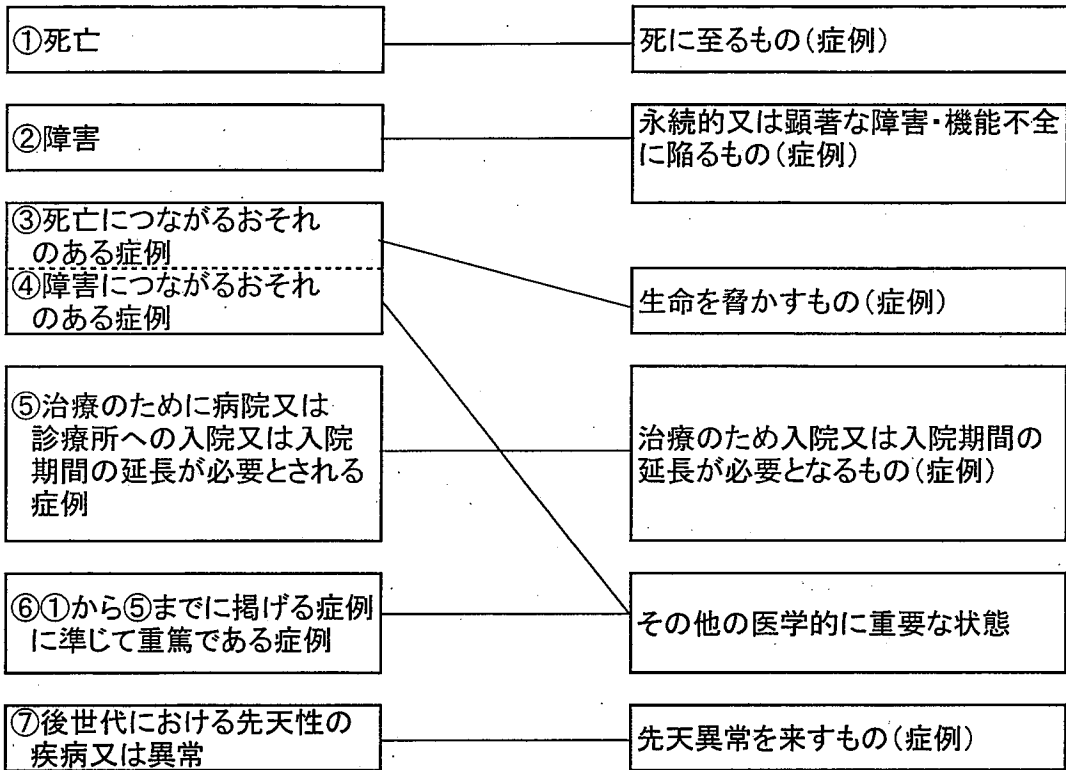 ①死亡
死に至るもの(症例)
②障害
永続的又は顕著な障害・機能不全
に陥るもの(症例)
③死亡につながるおそれ
のある症例
④障害につながるおそれ
のある症例
生命を脅かすもの(症例)
⑤治療のために病院又は
診療所への入院又は入院
期間の延長が必要とされる
症例
治療のため入院又は入院期間の
延長が必要となるもの(症例)
⑥①から⑤までに掲げる症例
に準じて重篤である症例
その他の医学的に重要な状態
⑦後世代における先天性の
疾病又は異常
先天異常を来すもの(症例)